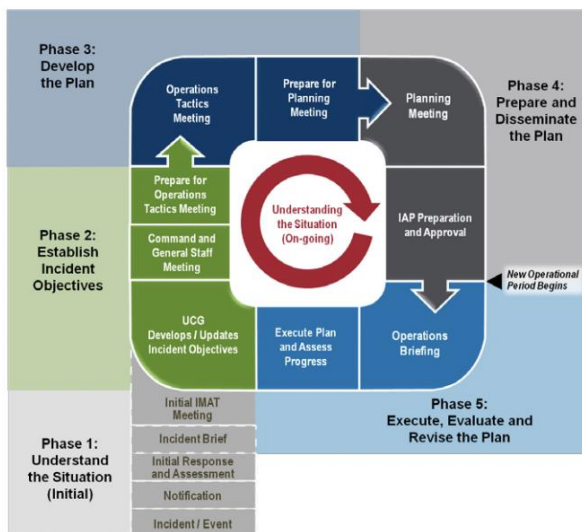 Phase 3:
Develop
the Plan
Operations
Tactics
Meeting
Prepare for
Planning
Meeting
Planning
Meeting
Phase 4:
Prepare and
Disseminate
the Plan
Prepare for
Operations
Tactics Meeting
Understanding
the Situation
(On-going)
IAP Preparation
and Approval
Phase 2:
Establish
Incident
Objectives
Command and
General Staff
Meeting
New Operational
Period Begins
UCG
Develops / Updates
Incident Objectives
Execute Plan
and Assess
Progress
Operations
Briefing
Phase 1:
Understand
the Situation
(Initial)
Initial IMAT
Meeting
Incident Brief
Initial Response
and Assessment
Notification
Incident / Event
Phase 5:
Execute, Evaluate and
Revise the Plan